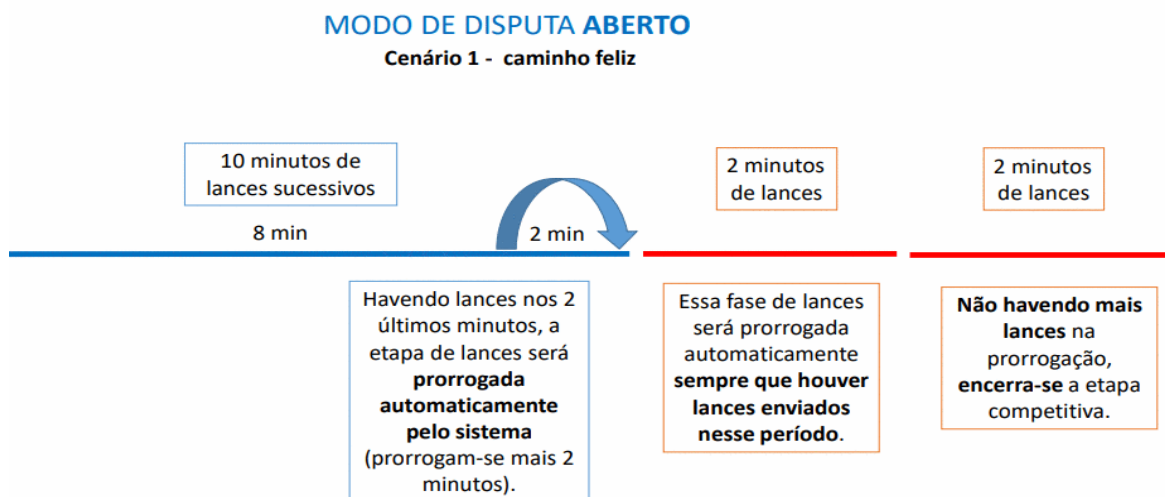 MODO DE DISPUTA ABERTO
Cenário 1 - caminho feliz
10 minutos de
lances sucessivos
8 min
2 min
2 minutos
de lances
2 minutos
de lances
Havendo lances nos 2
últimos minutos, a
etapa de lances será
prorrogada
automaticamente
pelo sistema
(prorrogam-se mais 2
minutos).
Essa fase de lances
será prorrogada
automaticamente
sempre que houver
lances enviados
nesse período.
Não havendo mais
lances na
prorrogação,
encerra-se a etapa
competitiva.